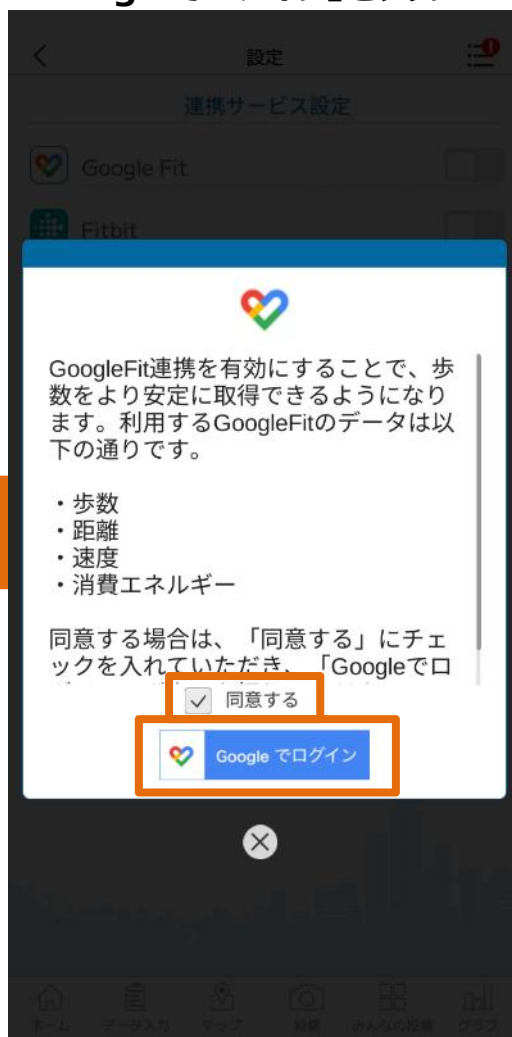 設定
連携サービス設定
Google Fit
Fitbit
GoogleFit連携を有効にすることで、歩
数をより安定に取得できるようになり
ます。利用するGoogleFitのデータは以
下の通りです。
・歩数
・距離
・速度
・消費エネルギー
同意する場合は、「同意する」にチェ
ックを入れていただき、「Googleでロ
同意する
Google でログイン
ホーム データ入力 マップ 投稿 みんなの投稿 グラフ